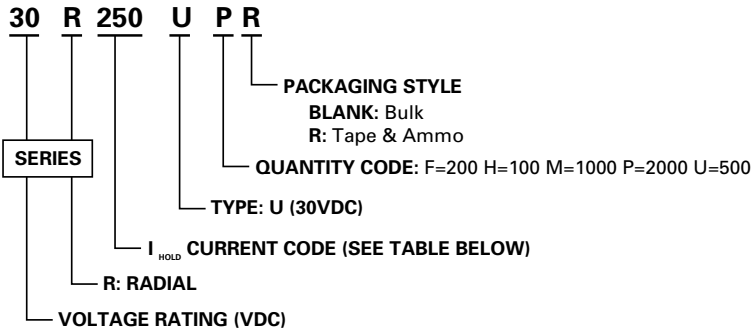 30 R 250 U P R
PACKAGING STYLE
BLANK: Bulk
R: Tape & Ammo
SERIES
QUANTITY CODE: F=200 H=100 M=1000 P=2000 U=500
TYPE: U (30VDC)
I HOLD CURRENT CODE (SEE TABLE BELOW)
R: RADIAL
VOLTAGE RATING (VDC)